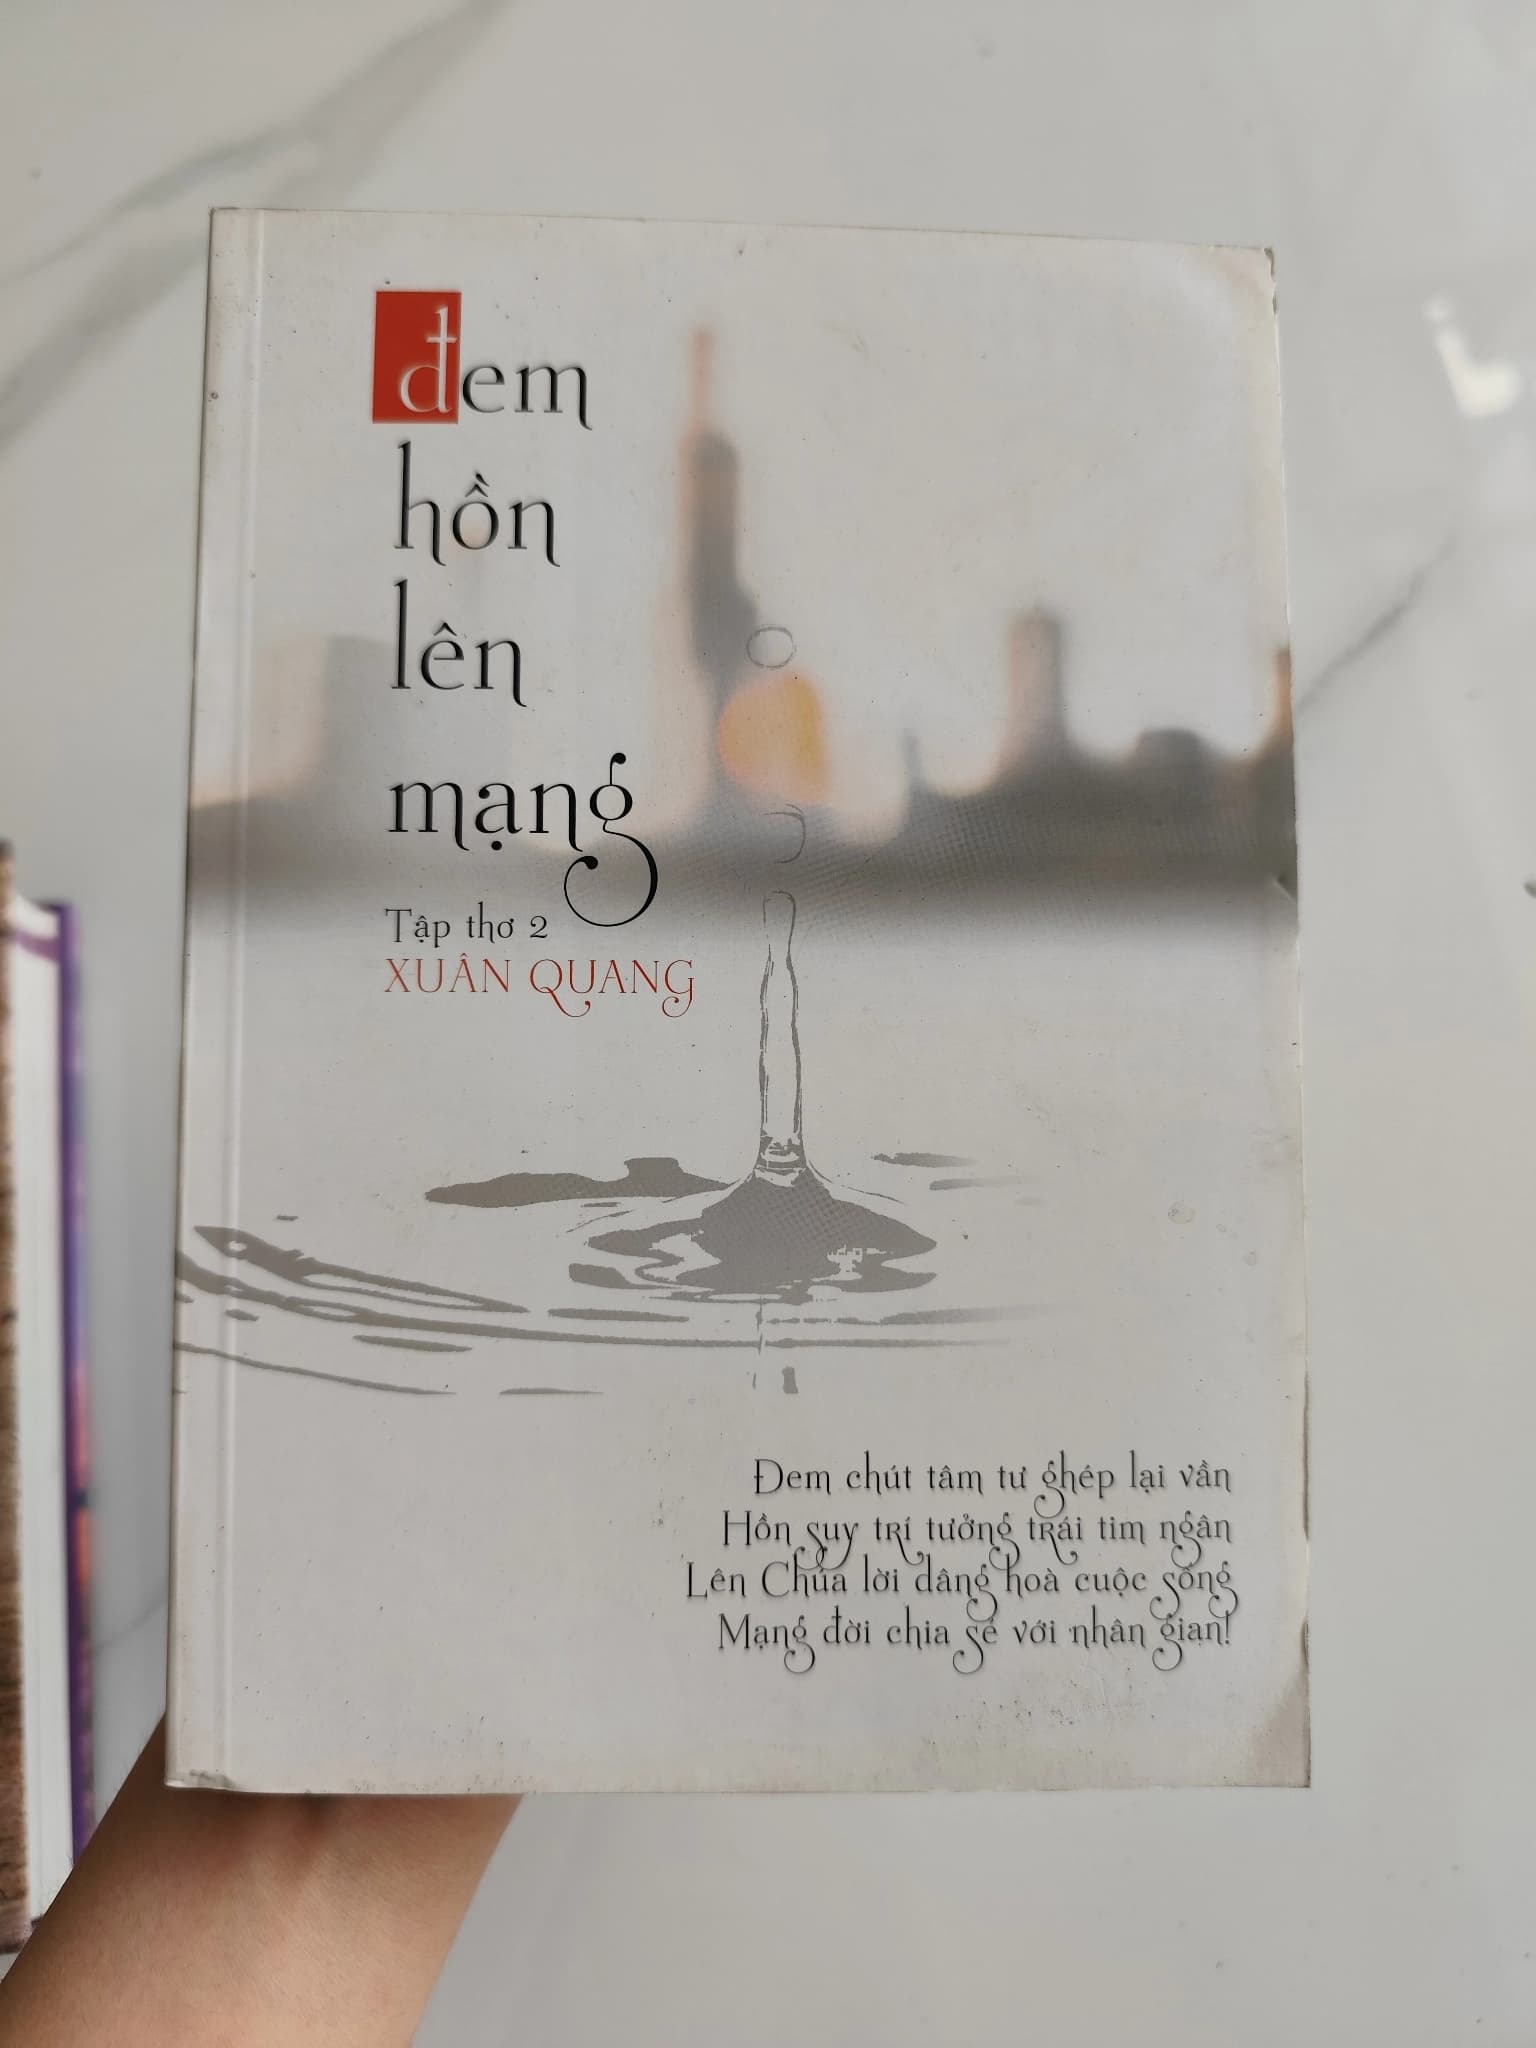 đem
hồn
lên
mạng
Tập thơ 2
XUÂN QUANG
Đem chút tâm tư ghép lại vần
Hồn suy trí tưởng trái tim ngân
Lên Chúa lời dâng hoà cuộc sống
Mạng đời chia sẻ với nhân gian!